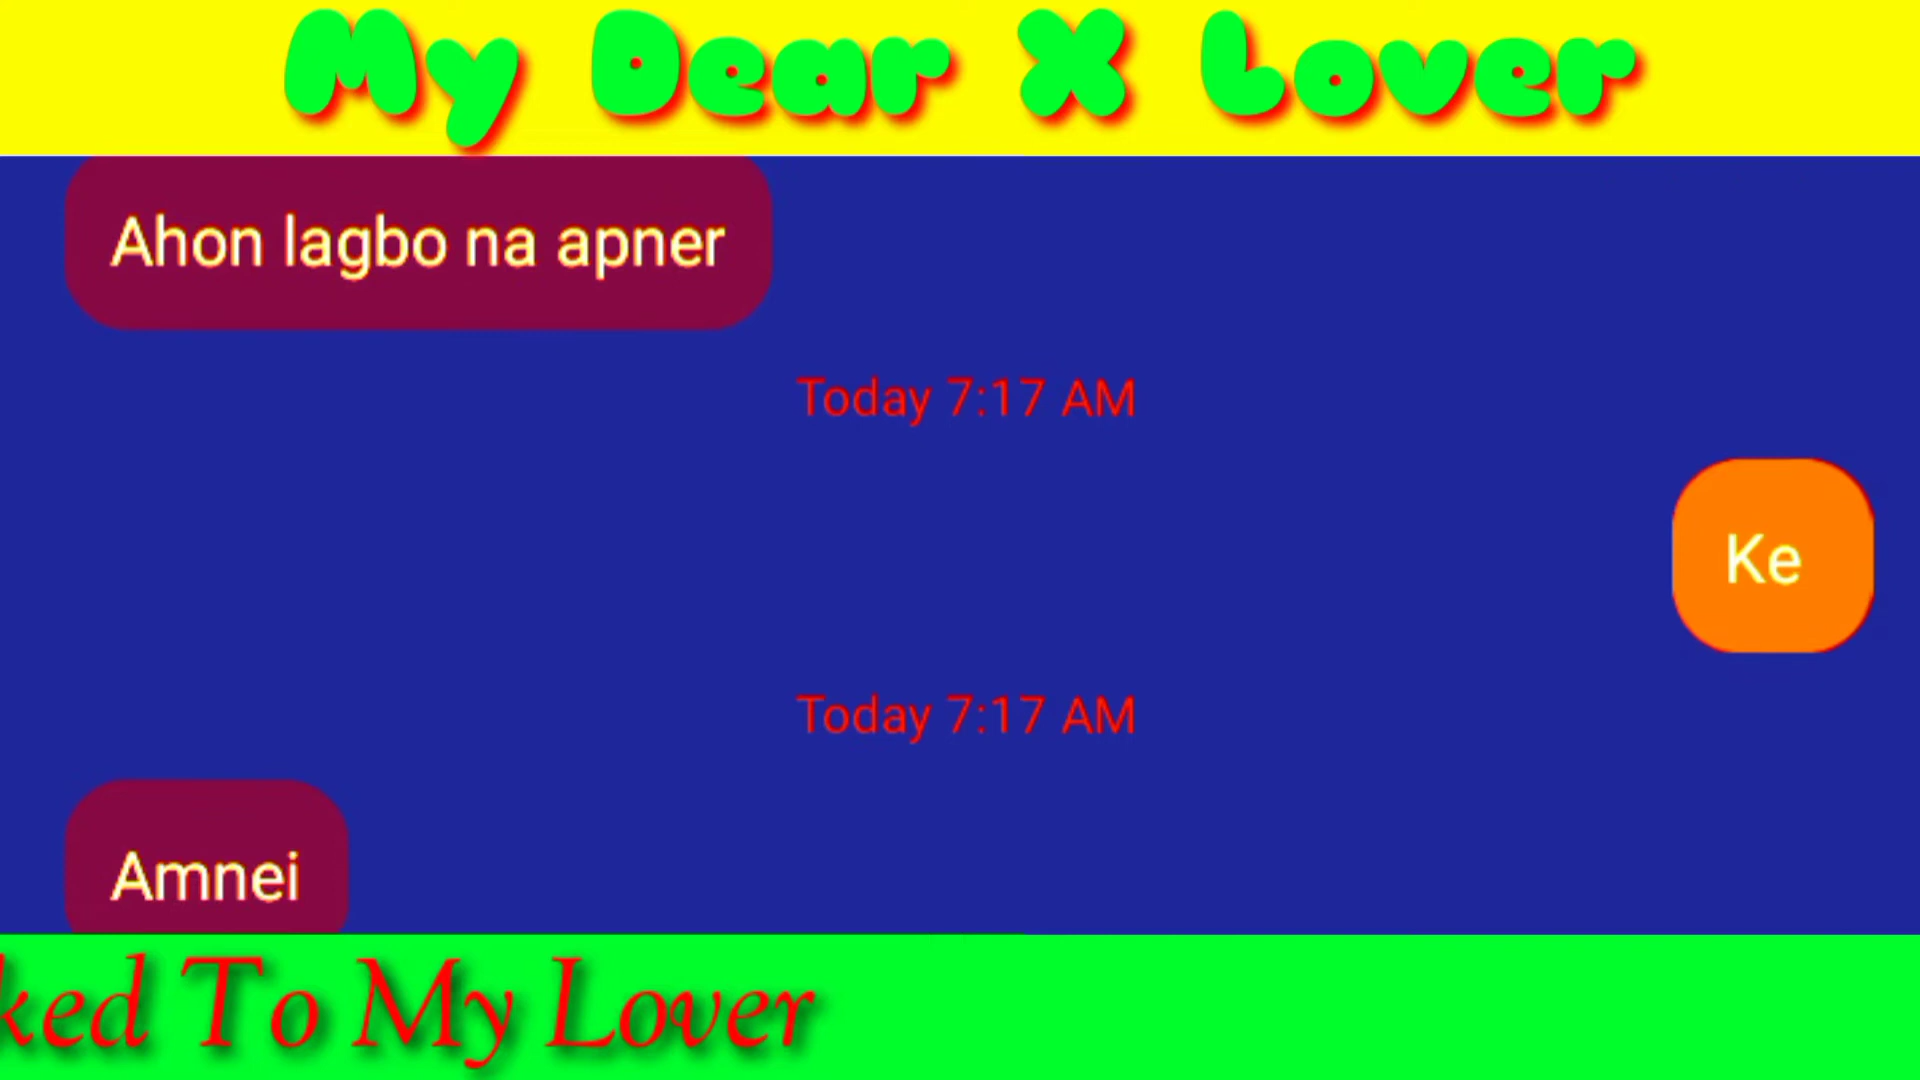 My Dear X Lover
Ahon lagbo na apner
Today 7:17 AM
Ke
Today 7:17 AM
Amnei
ked To My Lover